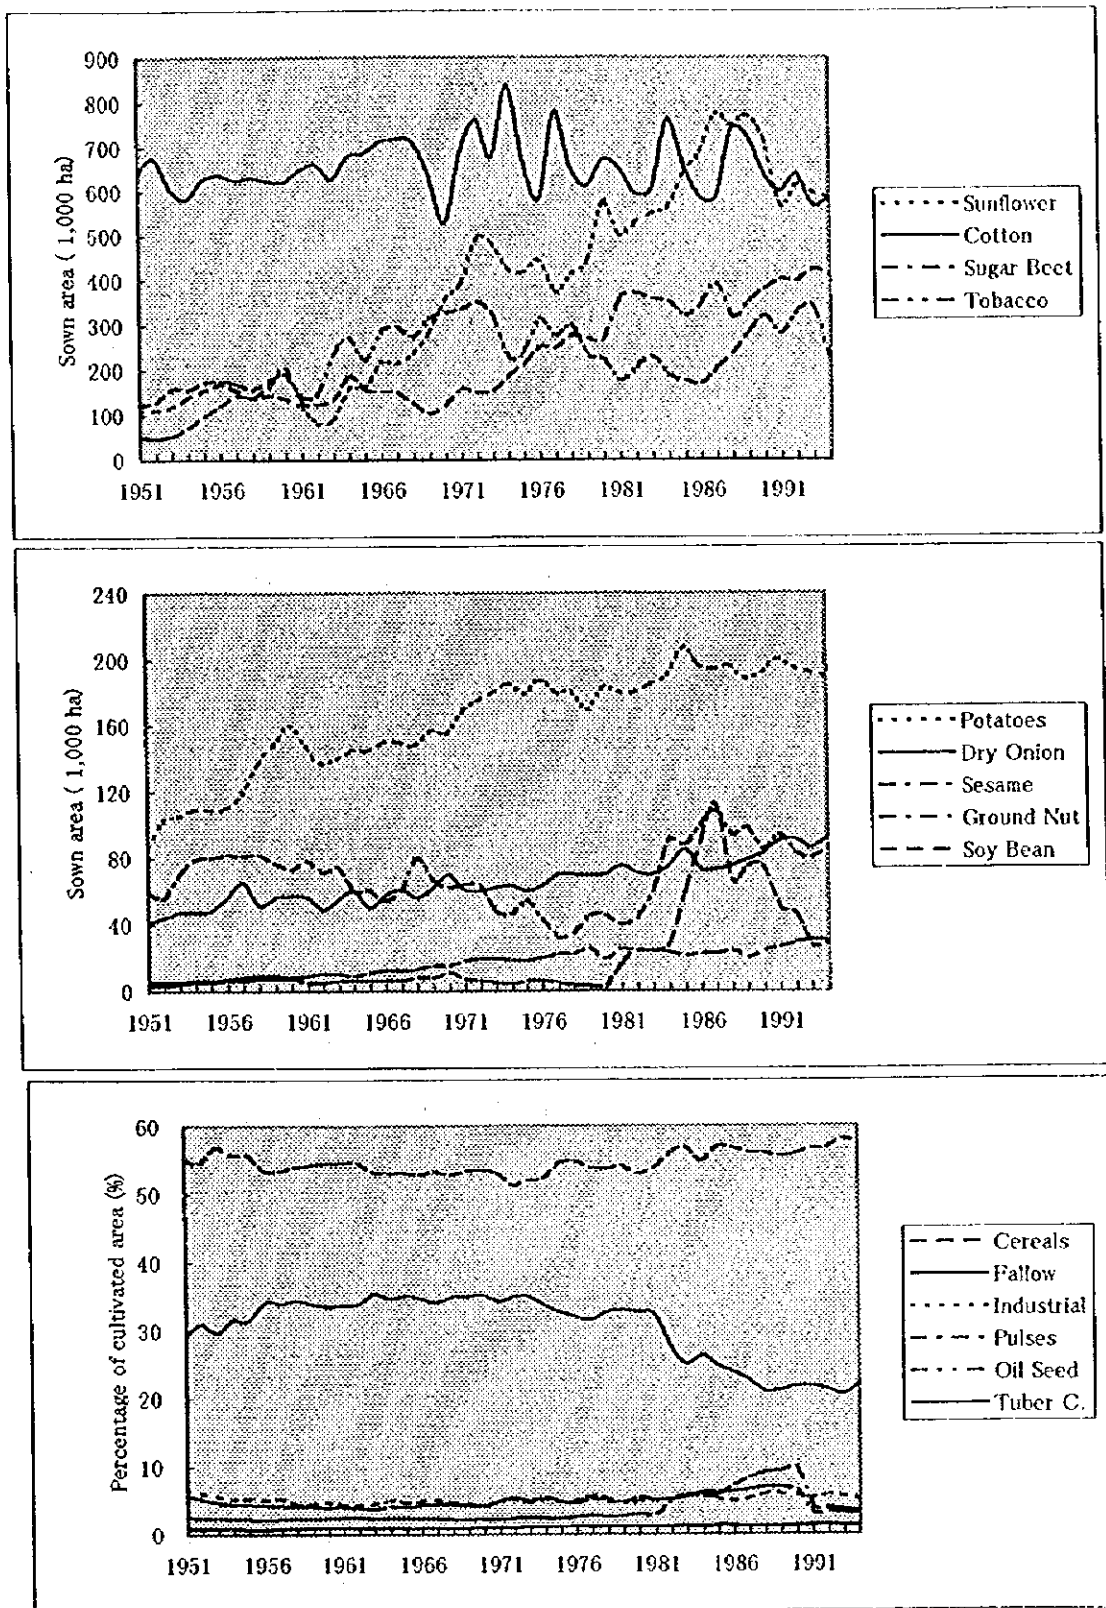 Sown area ( 1,000 ha)
900
800
700
600
500
400
300
200
100
0
1951 1956 1961 1966 1971 1976 1981 1986 1991
Sunflower
Cotton
Sugar Beet
Tobacco
Sown area ( 1,000 ha)
240
200
160
120
80
40
0
1951 1956 1961 1966 1971 1976 1981 1986 1991
Potatoes
Dry Onion
Sesame
Ground Nut
Soy Bean
Percentage of cultivated area (%)
60
50
40
30
20
10
0
1951 1956 1961 1966 1971 1976 1981 1986 1991
Cereals
Fallow
Industrial
Pulses
Oil Seed
Tuber C.